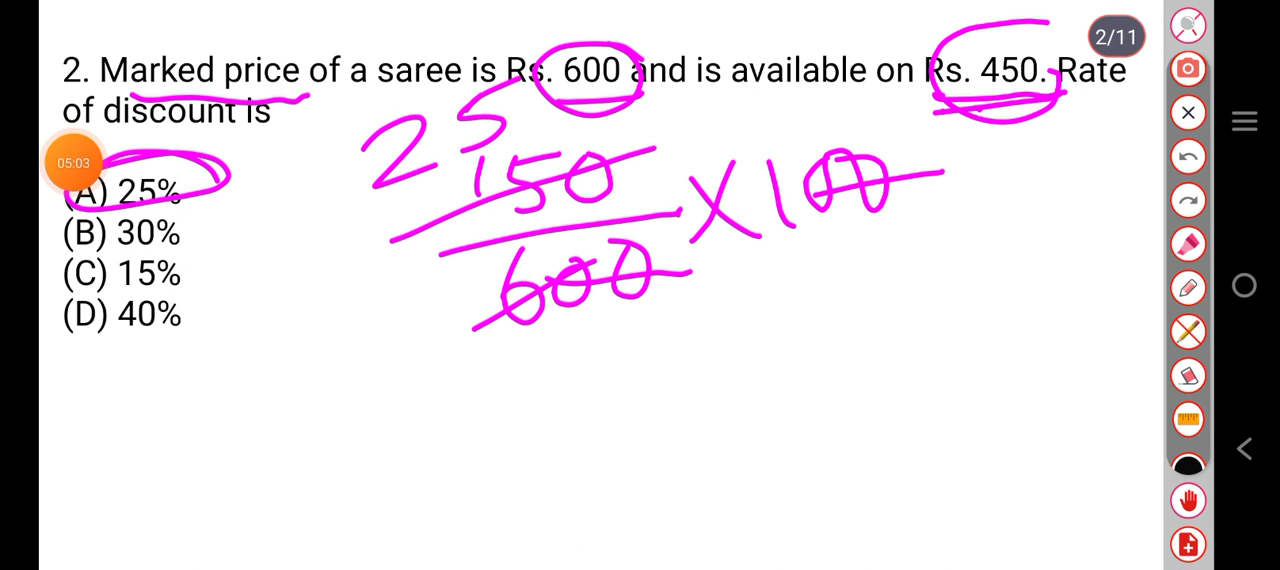 2/11
2. Marked price of a saree is Rs. 600 and is available on Rs. 450. Rate
of discount is
05:03
(A) 25%
(B) 30%
(C) 15%
(D) 40%
25
150
×100
600